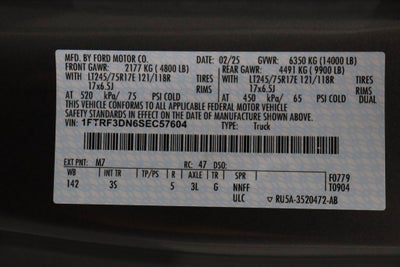 MFD. BY FORD MOTOR CO. 02/25 GVWR: 6350 KG (14000 LB)
FRONT GAWR: 2177 KG (4800 LB) REAR GAWR: 4491 KG (9900 LB)
WITH LT245/75R17E 121/118R TIRES WITH LT245/75R17E 121/118R TIRES
17x6.5J RIMS 17x6.5J RIMS
AT 520 kPa/ 75 PSI COLD AT 450 kPa/ 65 PSI COLD DUAL
THIS VEHICLE CONFORMS TO ALL APPLICABLE FEDERAL MOTOR VEHICLE
SAFETY STANDARDS IN EFFECT ON THE DATE OF MANUFACTURE SHOWN ABOVE.
VIN: 1FTRF3DN6SEC57604 TYPE: Truck
EXT PNT: M7 RC: 47 DSO:
WB INT TR TP/PS R AXLE TR SPR F0779
142 3S 5 3L G NNFF T0904
ULC RU5A-3520472-AB